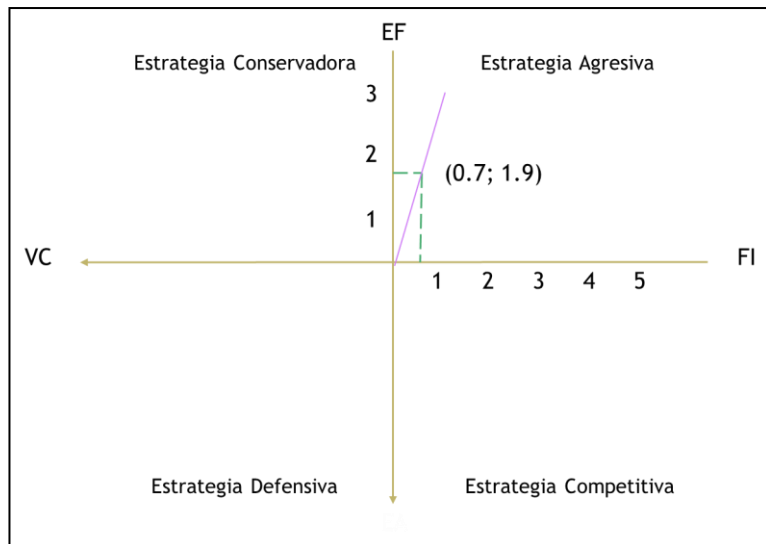 EF
Estrategia Conservadora
Estrategia Agresiva
3
2
(0.7; 1.9)
1
VC
FI
1 2 3 4 5
Estrategia Defensiva
Estrategia Competitiva